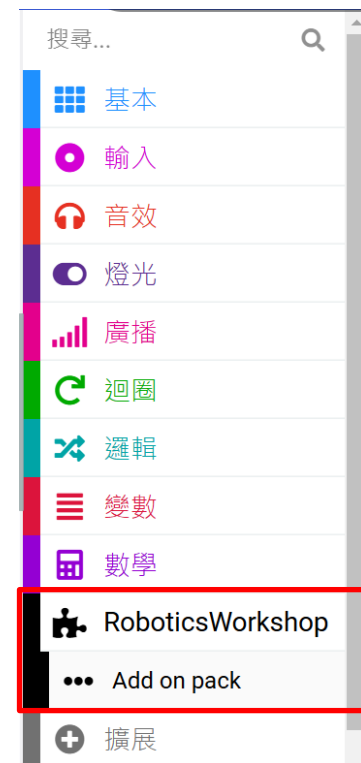 搜尋...
基本
輸入
音效
燈光
廣播
迴圈
邏輯
變數
數學
RoboticsWorkshop
Add on pack
擴展